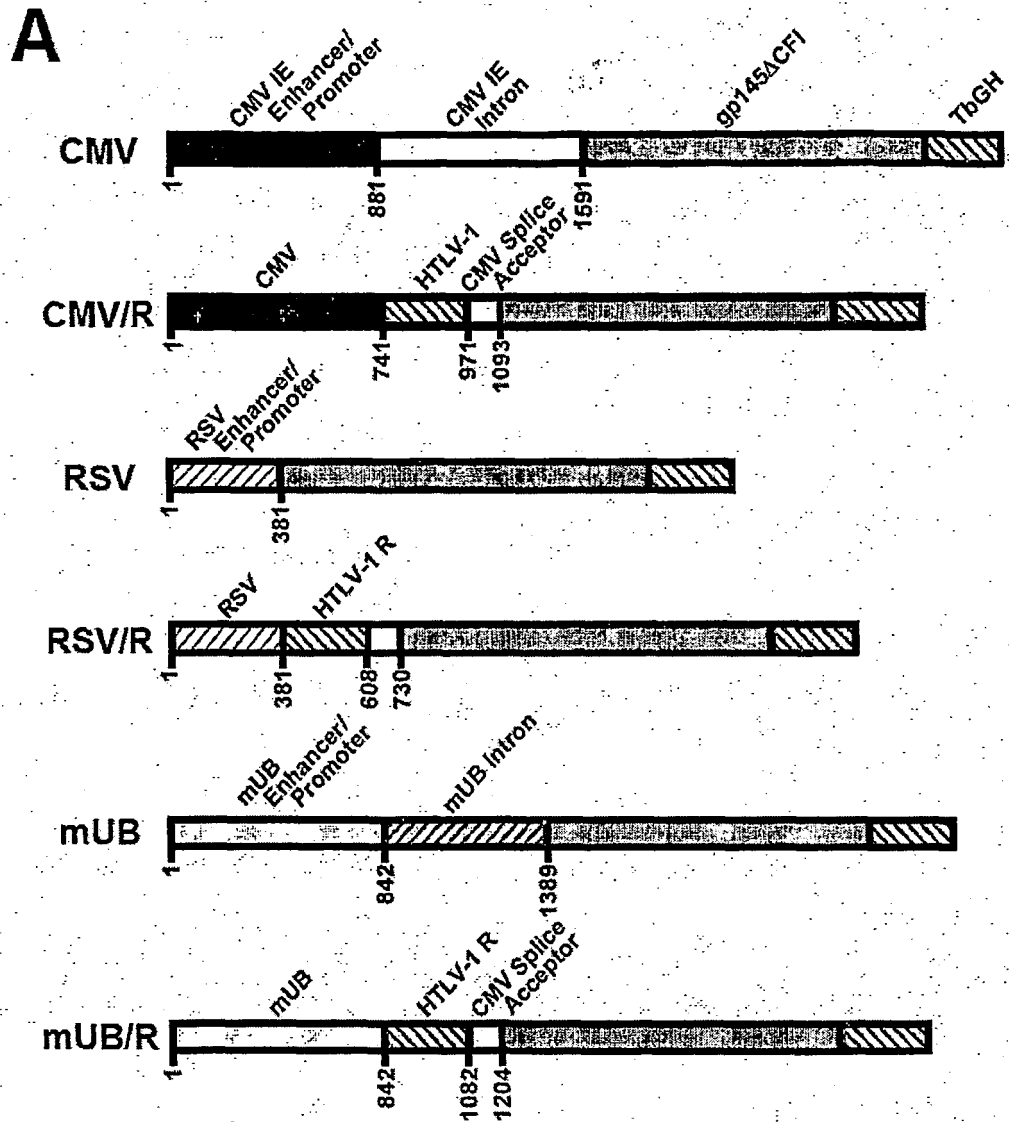 A
CMV IE
Enhancer/
Promoter
CMV IE
Intron
gp145ΔCFI
TbGH
CMV
1
881
1591
CMV
HTLV-1
CMV Splice
Acceptor
CMV/R
1
741
971
1093
RSV
Enhancer/
Promoter
RSV
1
381
RSV
HTLV-1 R
RSV/R
1
381
608
730
mUB
Enhancer/
Promoter
mUB Intron
mUB
1
842
1389
mUB
HTLV-1 R
CMV Splice
Acceptor
mUB/R
1
842
1082
1204